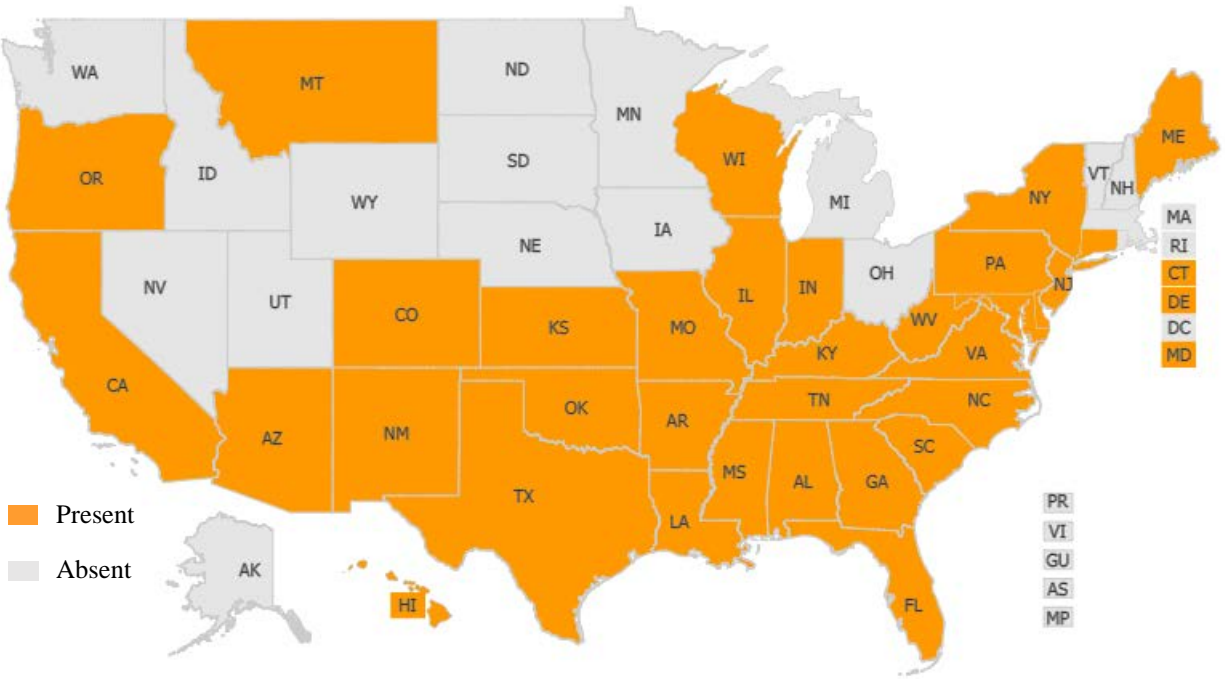 WA
MT
ND
MN
ME
OR
ID
SD
WI
VT
NH
WY
MI
NY
MA
IA
RI
NE
PA
OH
CT
NV
UT
IL
IN
NJ
DE
CO
KS
MO
WV
DC
KY
VA
MD
CA
TN
NC
OK
AR
AZ
NM
SC
MS
AL
GA
TX
PR
Present
LA
VI
GU
Absent
AK
AS
HI
FL
MP